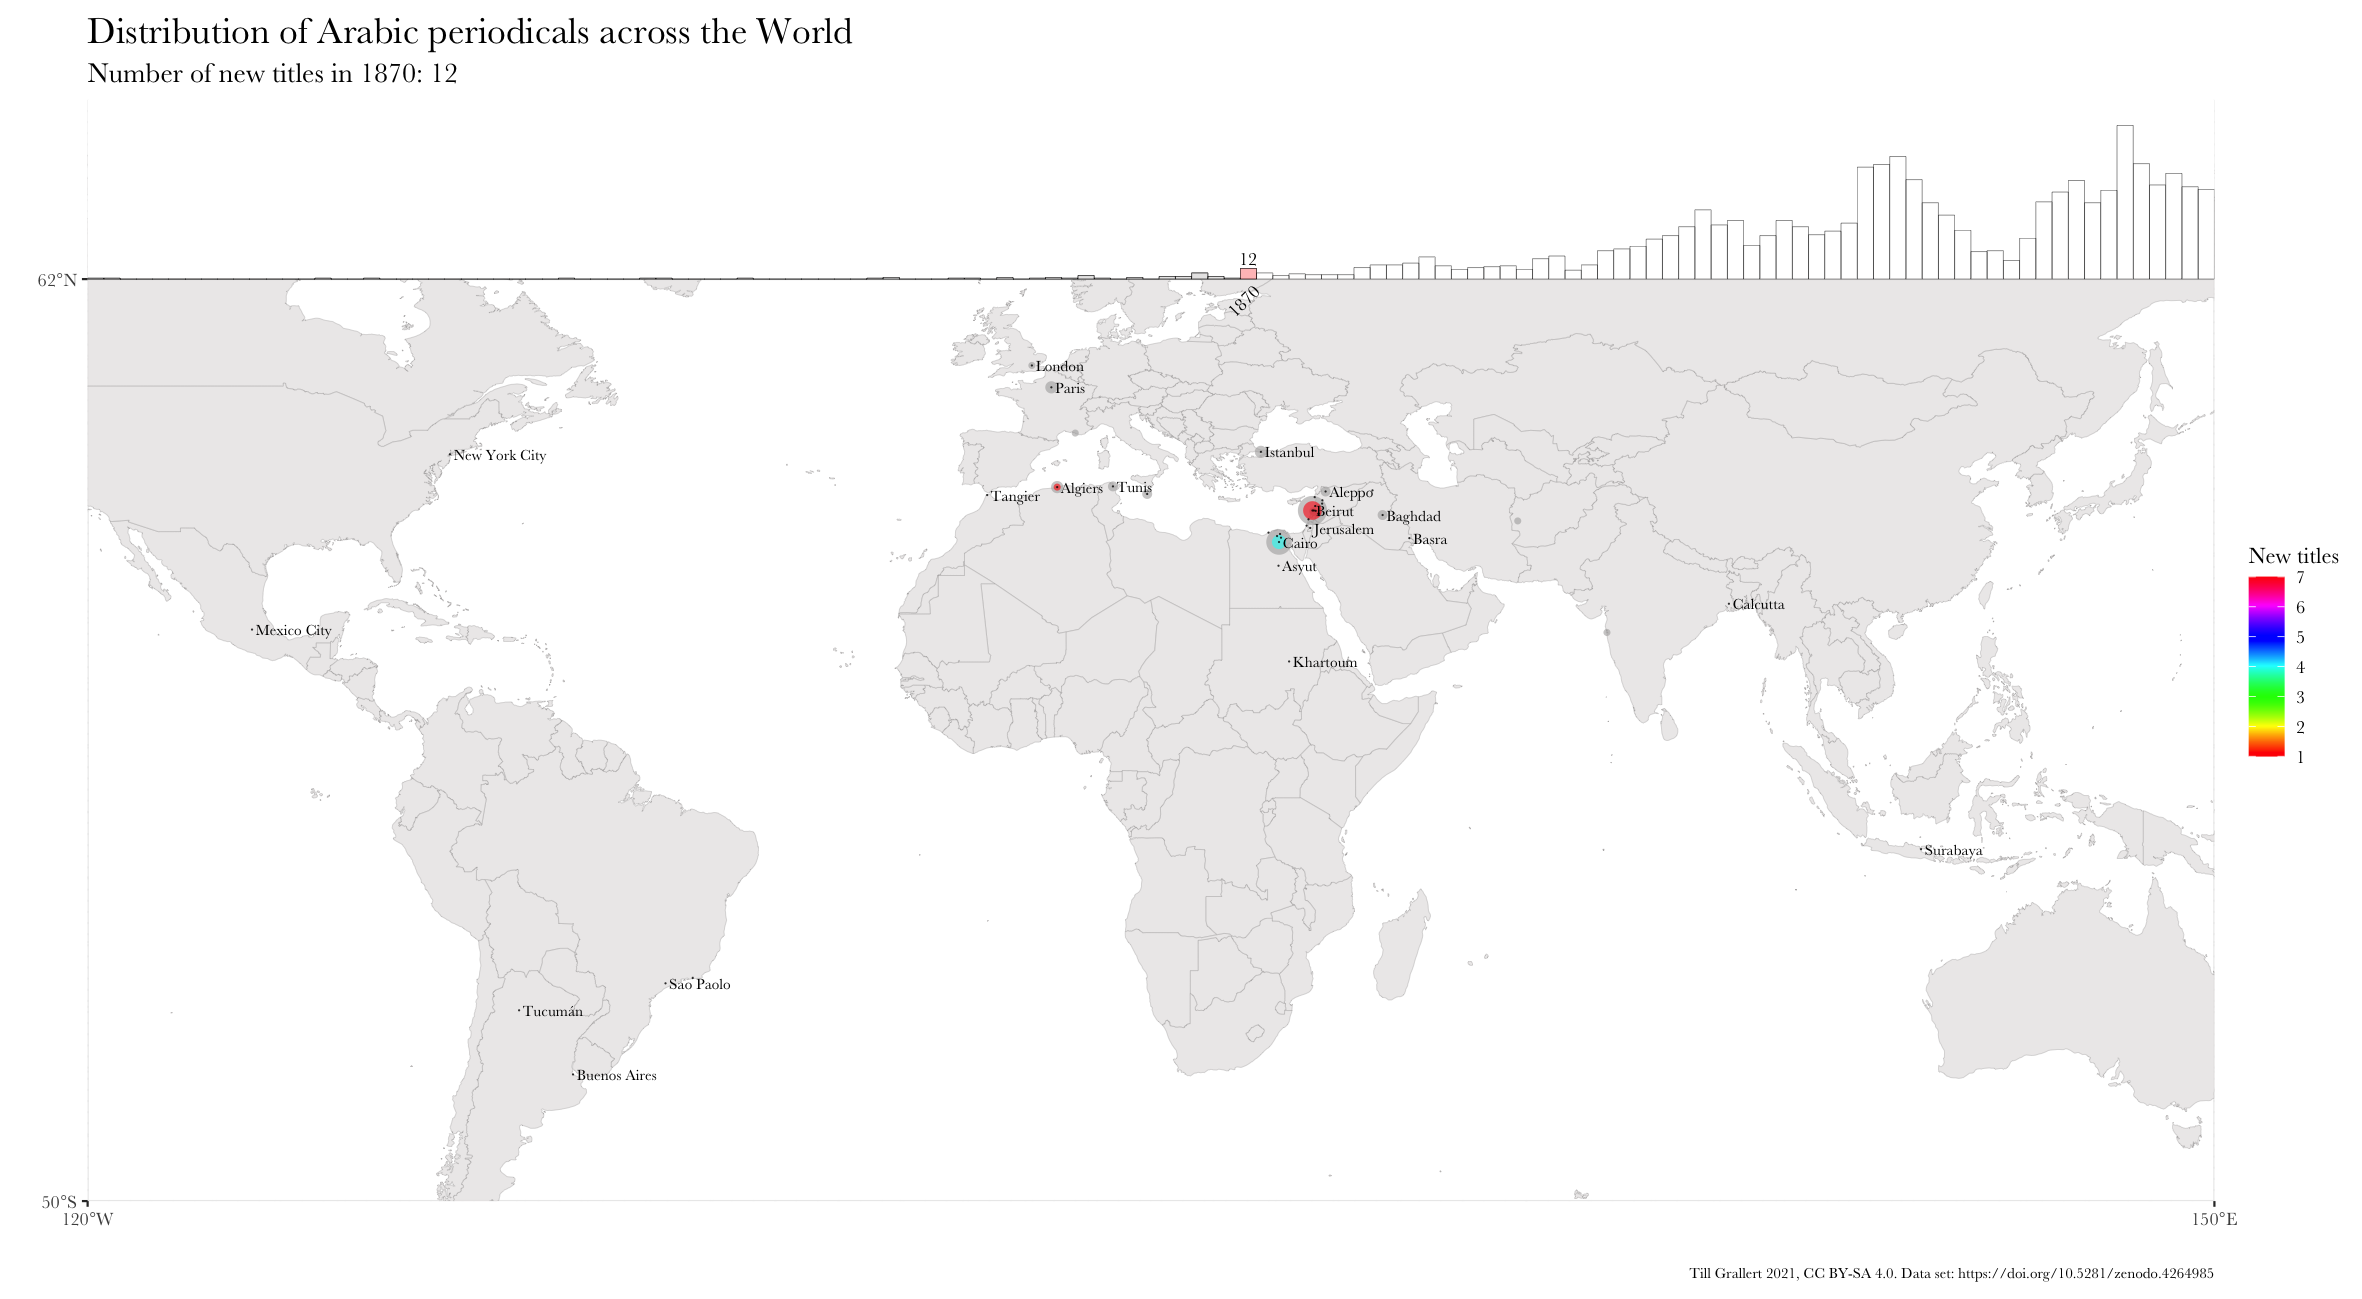 Distribution of Arabic periodicals across the World
Number of new titles in 1870: 12
12
62°N
1870
London
Paris
New York City
Istanbul
Algiers
Tunis
Tangier
Aleppo
Beirut
Baghdad
Jerusalem
Basra
Cairo
Asyut
New titles
7
6
5
4
3
2
1
Calcutta
Mexico City
Khartoum
Surabaya
Sao Paolo
Tucumán
Buenos Aires
50°S
120°W
150°E
Till Grallert 2021, CC BY-SA 4.0. Data set: https://doi.org/10.5281/zenodo.4264985